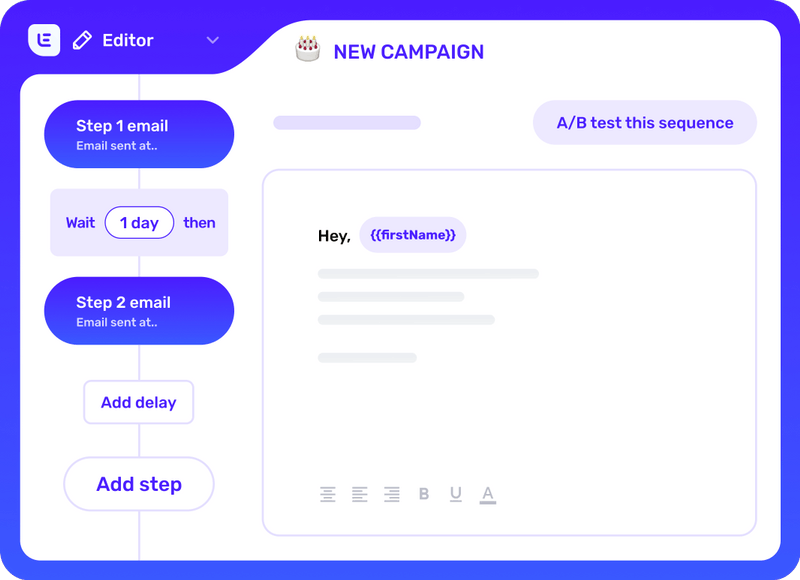 Editor
NEW CAMPAIGN
Step 1 email
Email sent at..
Wait 1 day then
Step 2 email
Email sent at..
Add delay
Add step
A/B test this sequence
Hey, {{firstName}}
B U A